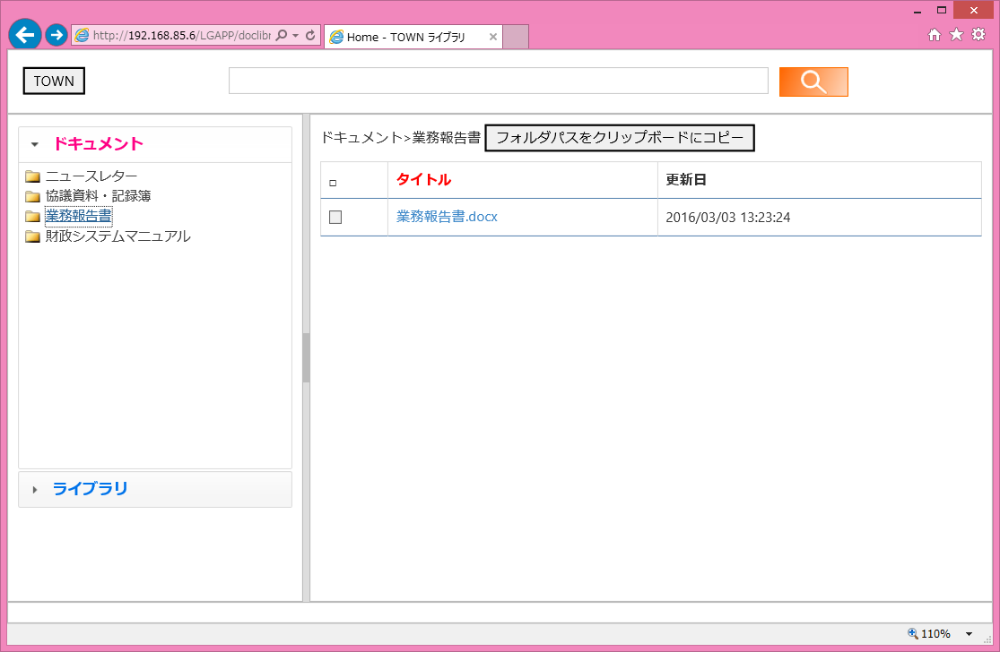 http://192.168.85.6/LGAPP/doclibr
Home - TOWN ライブラリ
TOWN
ドキュメント
ニュースレター
協議資料・記録簿
業務報告書
財政システムマニュアル
ライブラリ
ドキュメント>業務報告書 フォルダパスをクリップボードにコピー
タイトル 更新日
業務報告書.docx 2016/03/03 13:23:24
110%